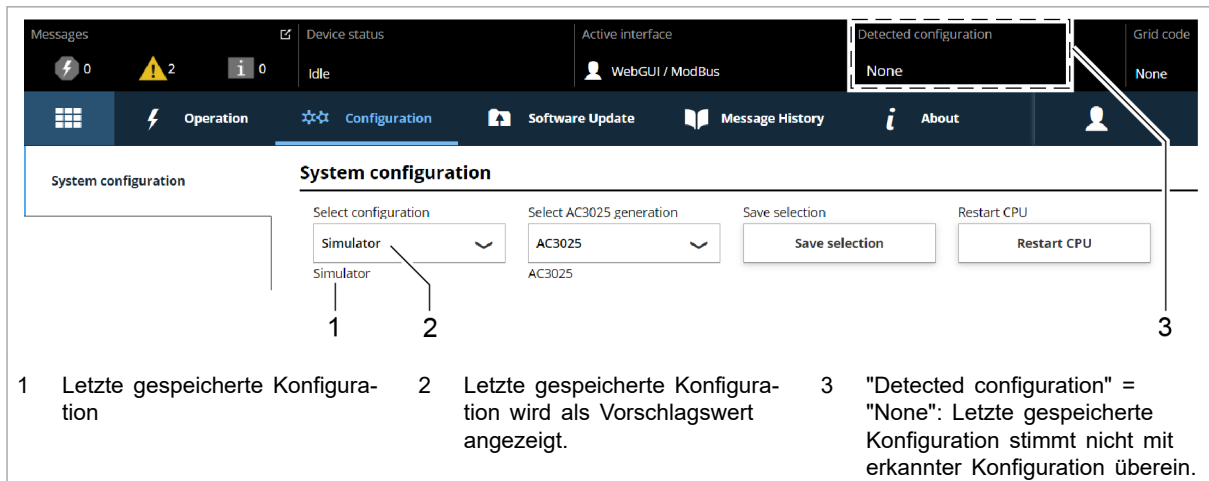 Messages
Device status
Active interface
Detected configuration
Grid code
0
2
i 0
Idle
WebGUI / ModBus
None
None
Operation
Configuration
Software Update
Message History
i About
System configuration
System configuration
Select configuration
Select AC3025 generation
Save selection
Restart CPU
Simulator
AC3025
Save selection
Restart CPU
Simulator
AC3025
1
2
3
1 Letzte gespeicherte Konfigura-
tion
2 Letzte gespeicherte Konfigura-
tion wird als Vorschlagswert
angezeigt.
3 "Detected configuration" =
"None": Letzte gespeicherte
Konfiguration stimmt nicht mit
erkannter Konfiguration überein.